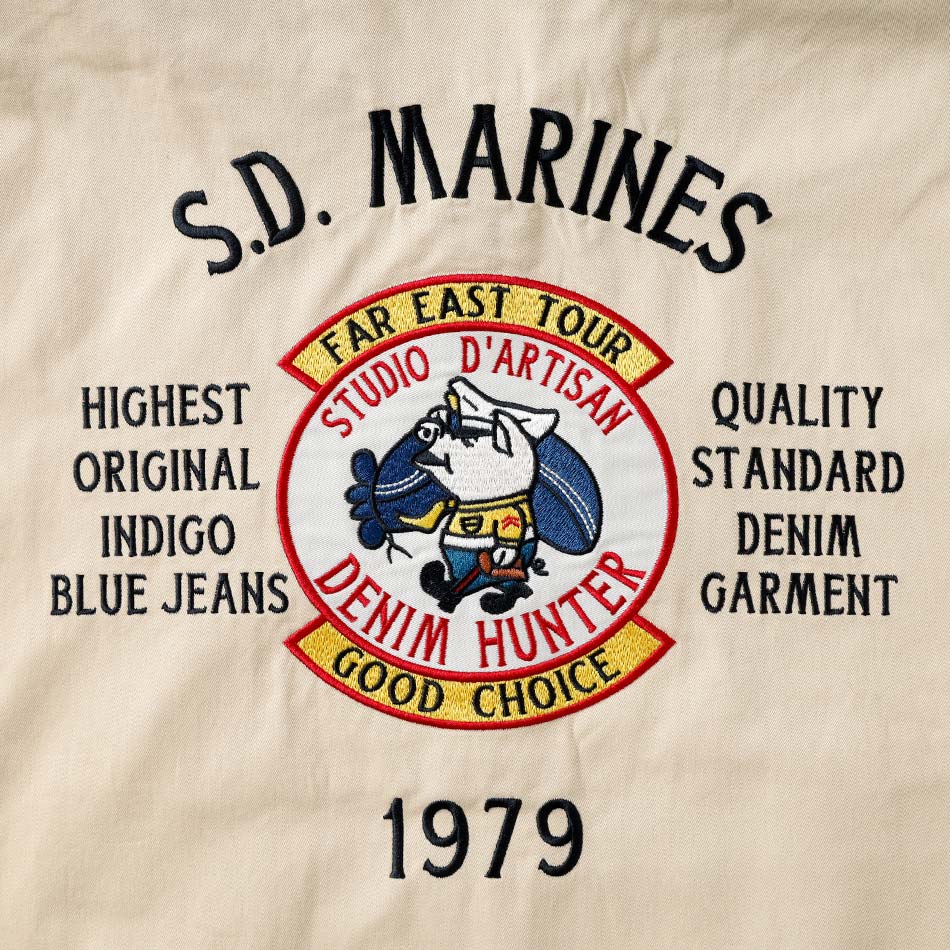 S.D. MARINES
FAR EAST TOUR
STUDIO D'ARTISAN
HIGHEST
ORIGINAL
INDIGO
BLUE JEANS
QUALITY
STANDARD
DENIM
GARMENT
DENIM HUNTER
GOOD CHOICE
1979